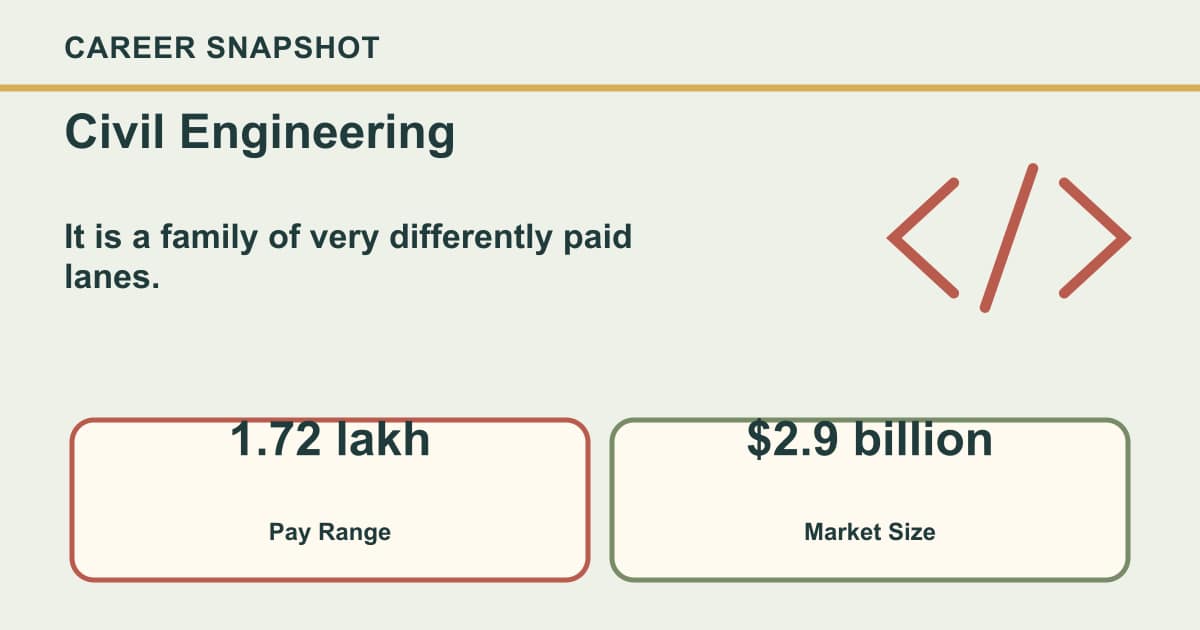 CAREER SNAPSHOT
Civil Engineering
It is a family of very differently paid
lanes.
1.72 lakh
$2.9 billion
Pay Range
Market Size